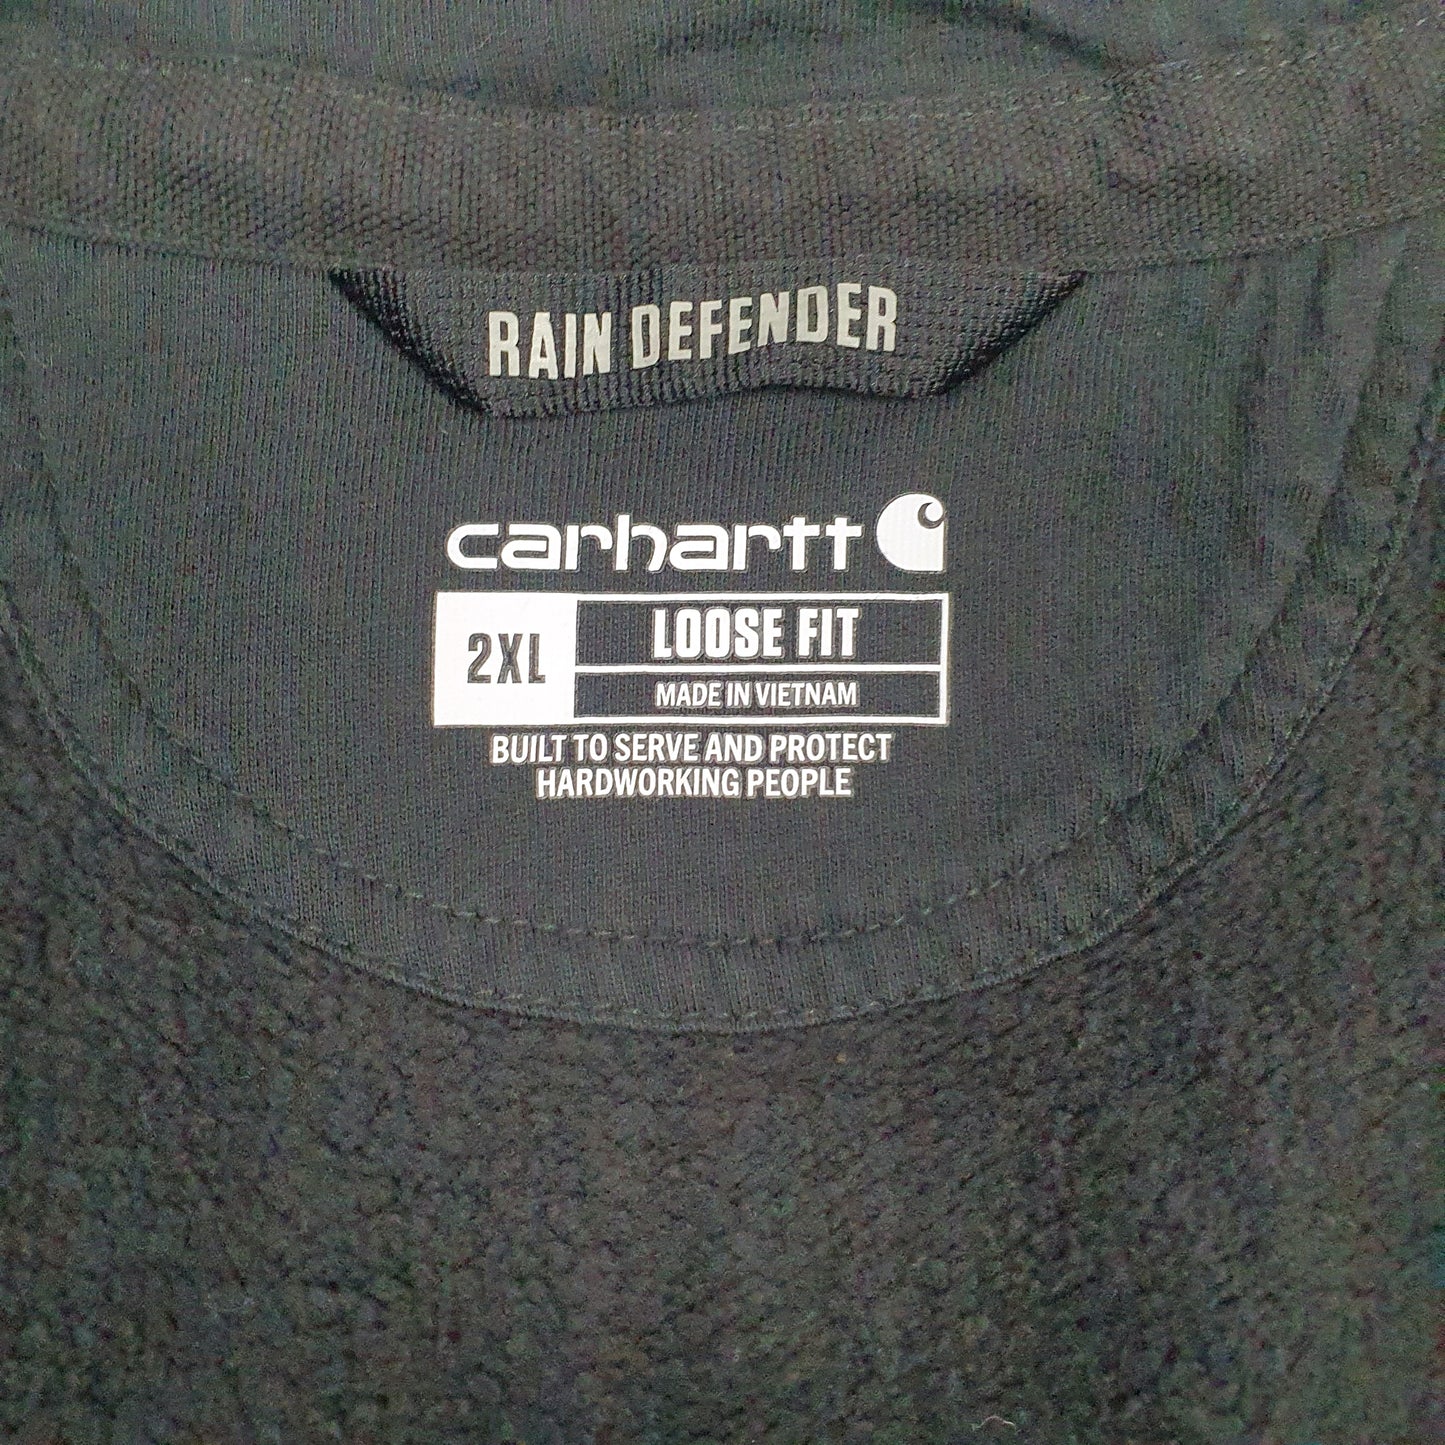 RAIN DEFENDER
carhartt
2XL
LOOSE FIT
MADE IN VIETNAM
BUILT TO SERVE AND PROTECT
HARDWORKING PEOPLE